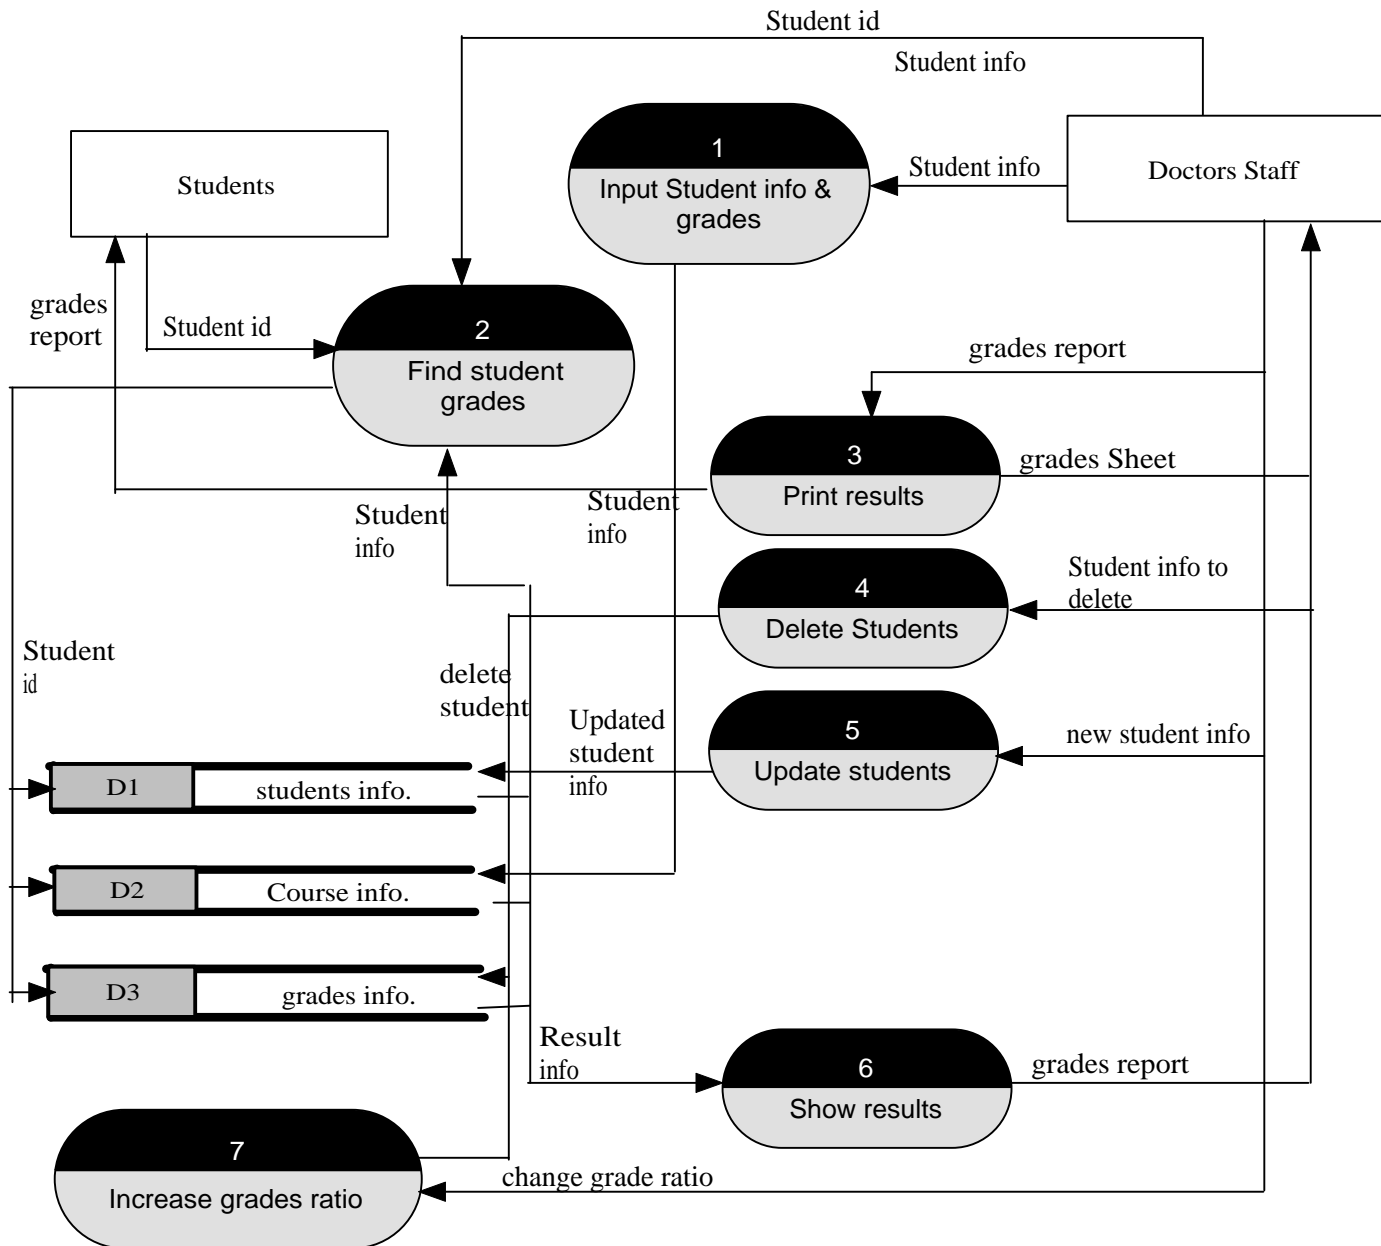 Student id
Student info
1
Input Student info &
grades
Student info
Doctors Staff
Students
grades
report
Student id
2
Find student
grades
grades report
3
Print results
grades Sheet
Student
info
Student
info
4
Delete Students
Student info to
delete
Student
id
delete
student
Updated
student
info
5
Update students
new student info
D1
students info.
D2
Course info.
D3
grades info.
Result
info
6
Show results
grades report
7
Increase grades ratio
change grade ratio